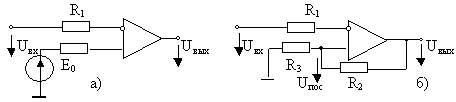 R1 R1
Uвх Uвых Uвх Uвых
E0 R3 R2
а) Uпос б)